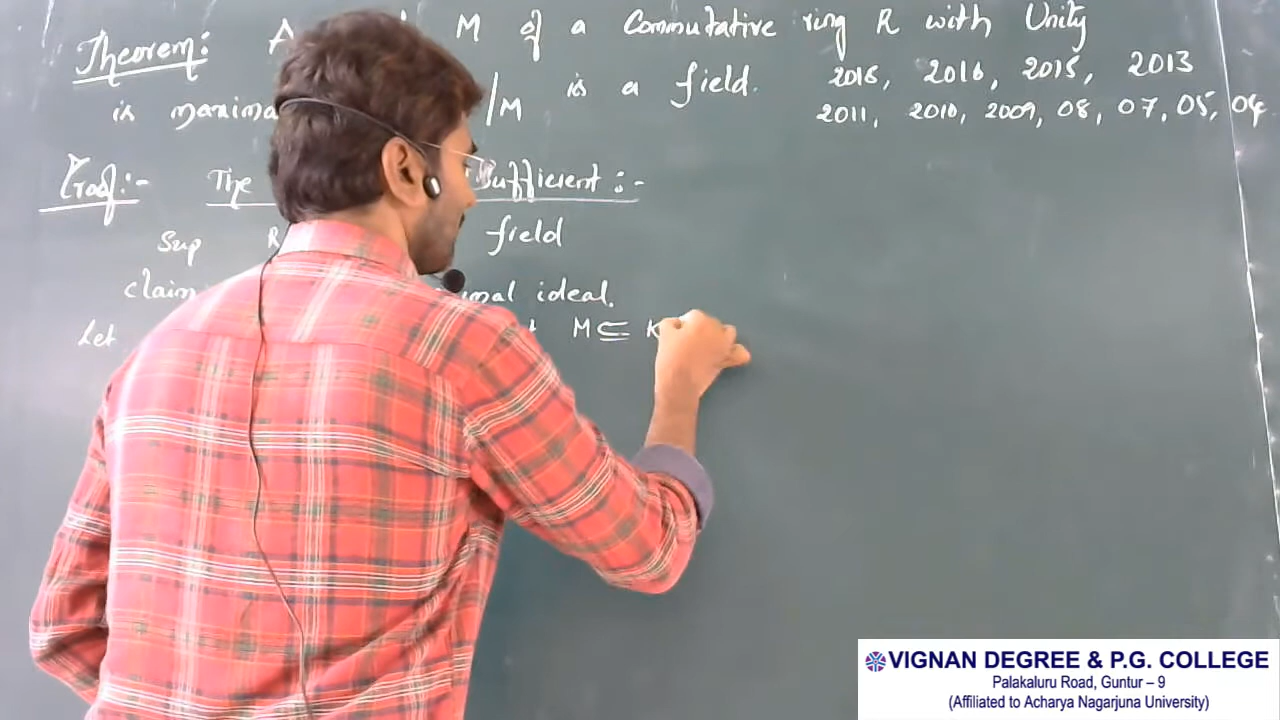 Theorem: A M of a Commutative ring R with Unity
is maxima /M is a field. 2018, 2016, 2015, 2013
2011, 2010, 2009, 08, 07, 05, 04
Proof:- The Sufficient :-
Sup R field
claim imal ideal.
Let M ⊆ K
VIGNAN DEGREE & P.G. COLLEGE
Palakaluru Road, Guntur – 9
(Affiliated to Acharya Nagarjuna University)